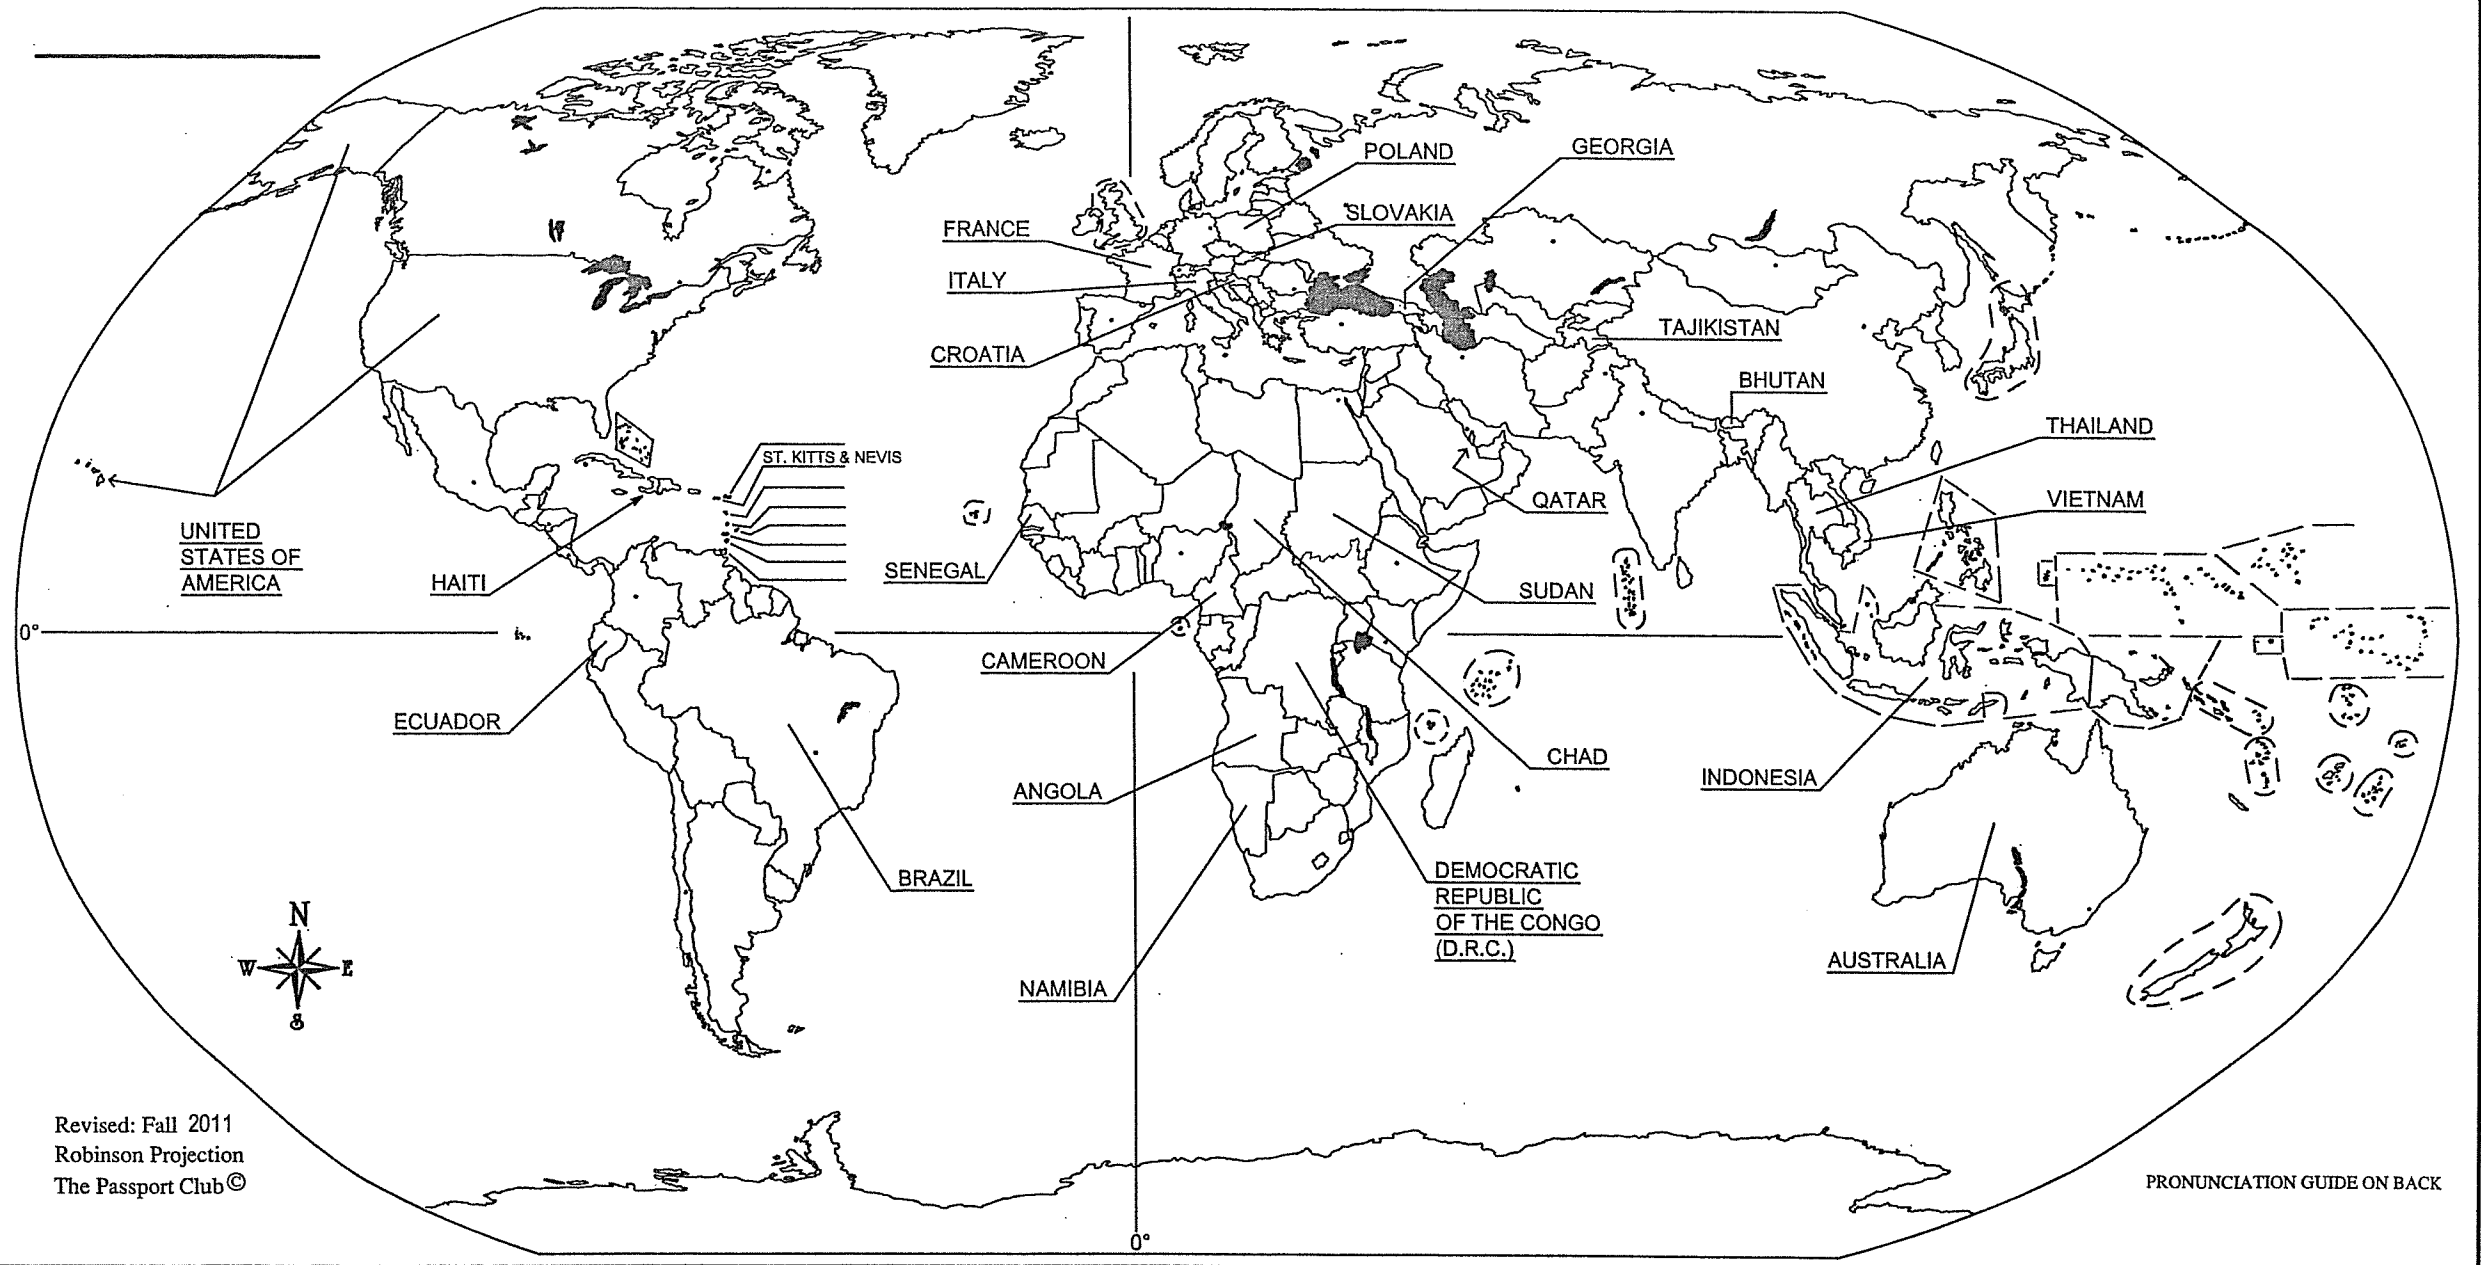 POLAND
GEORGIA
SLOVAKIA
FRANCE
ITALY
CROATIA
TAJIKISTAN
BHUTAN
THAILAND
ST. KITTS & NEVIS
VIETNAM
QATAR
UNITED
STATES OF
AMERICA
HAITI
SENEGAL
SUDAN
0°
CAMEROON
ECUADOR
CHAD
INDONESIA
ANGOLA
BRAZIL
DEMOCRATIC
REPUBLIC
OF THE CONGO
(D.R.C.)
AUSTRALIA
NAMIBIA
N
W
E
S
Revised: Fall 2011
Robinson Projection
The Passport Club©
PRONUNCIATION GUIDE ON BACK
0°